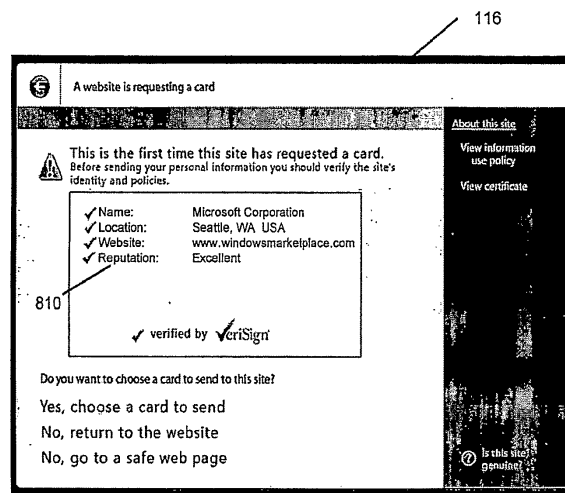 116
A website is requesting a card
About this site
This is the first time this site has requested a card.
Before sending your personal information you should verify the site's
identity and policies.
View information
use policy
View certificate
Name: Microsoft Corporation
Location: Seattle, WA USA
Website: www.windowsmarketplace.com
Reputation: Excellent
810
verified by VeriSign
Do you want to choose a card to send to this site?
Yes, choose a card to send
No, return to the website
No, go to a safe web page
Is this site
genuine?